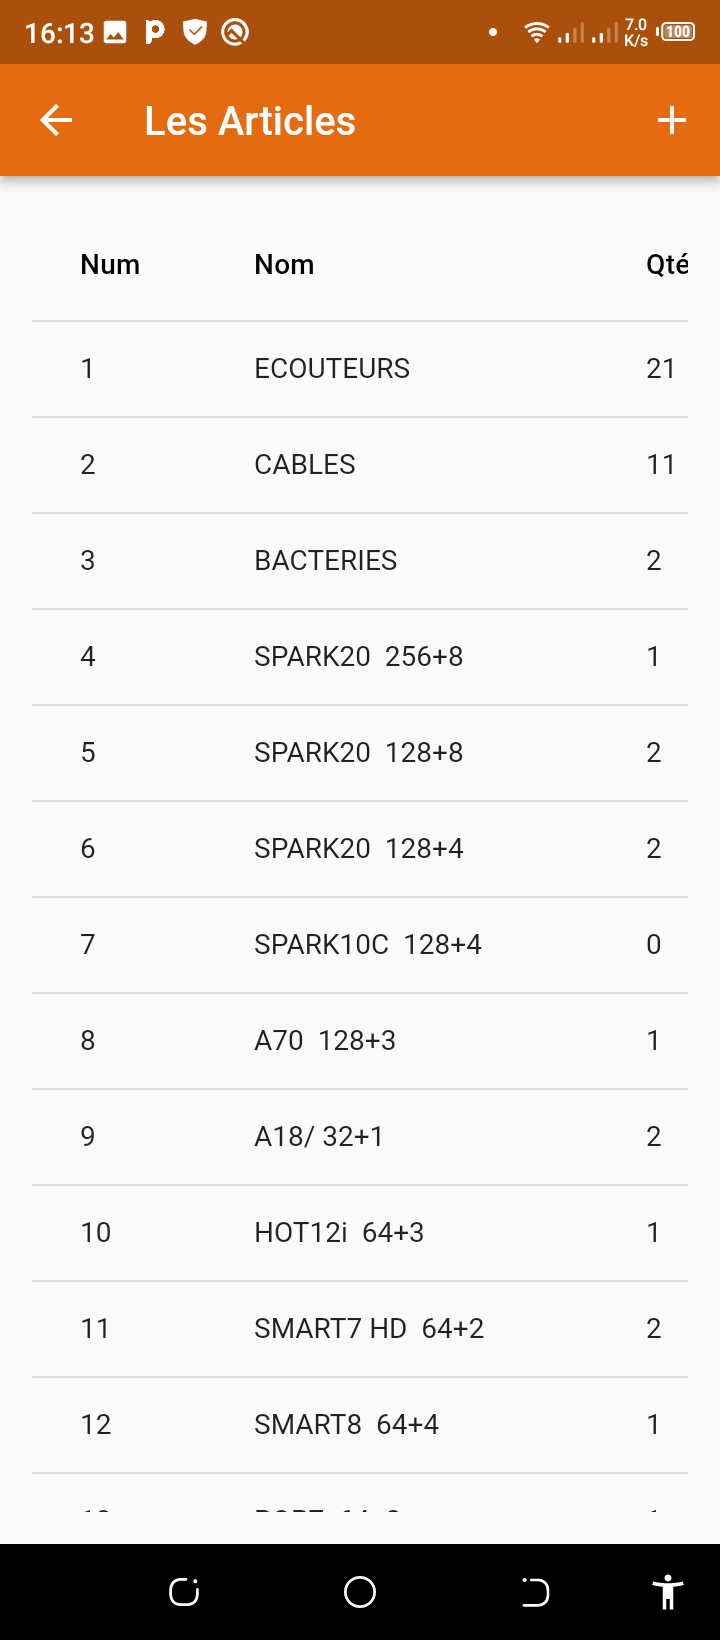 16:13 7.0 K/s 100
Les Articles
Num Nom Qté
1 ECOUTEURS 21
2 CABLES 11
3 BACTERIES 2
4 SPARK20 256+8 1
5 SPARK20 128+8 2
6 SPARK20 128+4 2
7 SPARK10C 128+4 0
8 A70 128+3 1
9 A18/ 32+1 2
10 HOT12i 64+3 1
11 SMART7 HD 64+2 2
12 SMART8 64+4 1